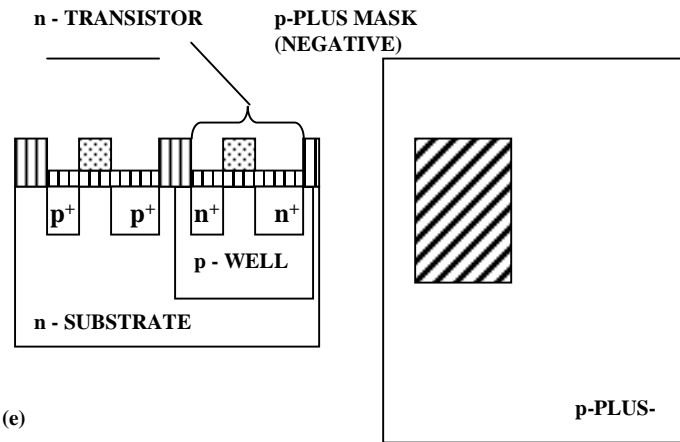 n - TRANSISTOR
p-PLUS MASK
(NEGATIVE)
p+ p+ n+ n+
p - WELL
n - SUBSTRATE
(e)
p-PLUS-